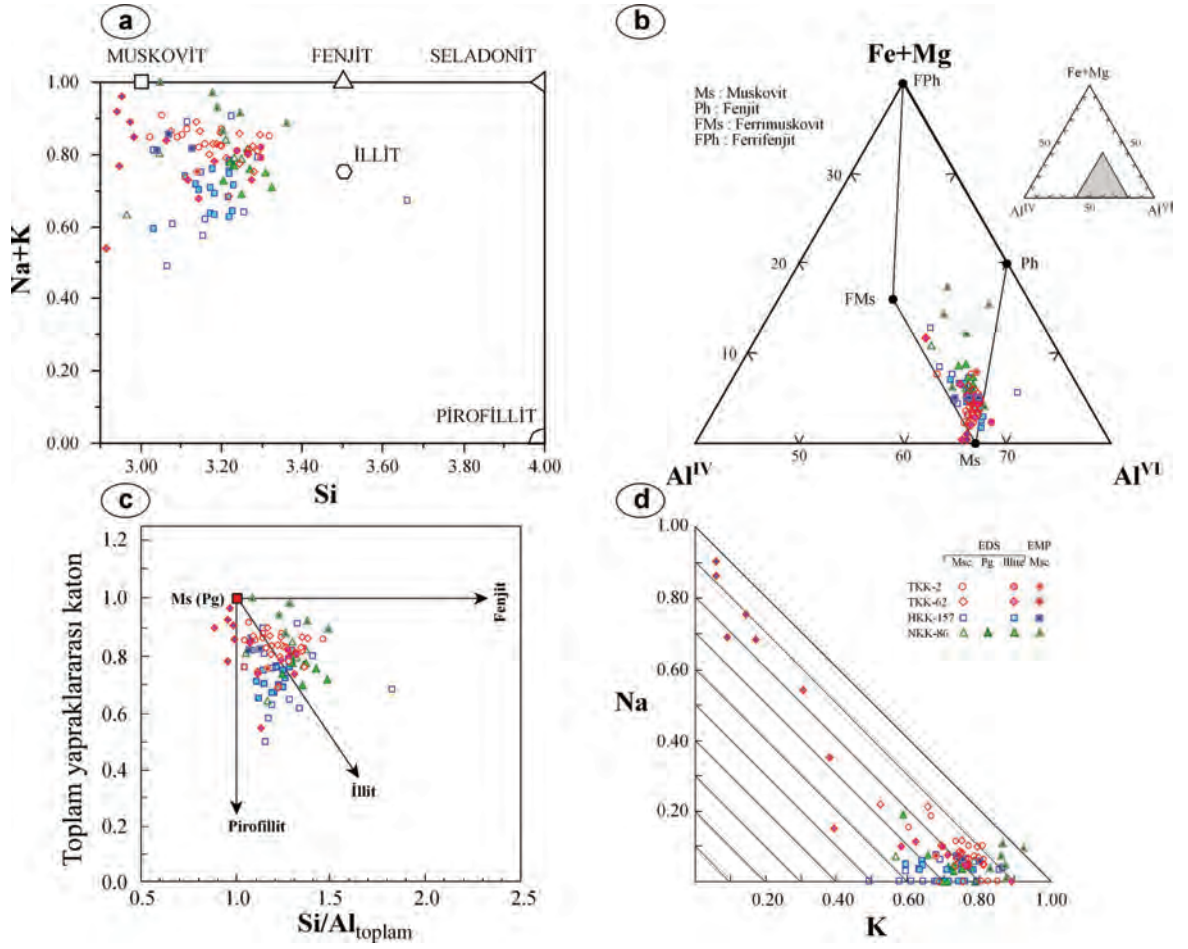 a
MUSKOVİT FENJİT SELADONİT
1.00
0.80
0.60
0.40
0.20
0.00
İLLİT
PİROFİLLİT
3.00 3.20 3.40 3.60 3.80 4.00
Na+K
Si
b
Fe+Mg
FPh
Ms : Muskovit
Ph : Fenjit
FMs : Ferrimuskovit
FPh : Ferrifenjit
Fe+Mg
50 50
Al^IV 50 Al^VI
30
20
10
Ph
FMs
50 60 70
Ms
Al^IV Al^VI
c
1.2
1.0
0.8
0.6
0.4
0.2
0.0
Ms (Pg)
Fenjit
İllit
Pirofillit
0.5 1.0 1.5 2.0 2.5
Toplam yapraklararası katon
Si/Al_toplam
d
1.00
0.80
0.60
0.40
0.20
Na
EDS EMP
Msc. Pg İllite Msc.
TKK-2
TKK-62
HKK-157
NKK-86
0.20 0.40 0.60 0.80 1.00
K